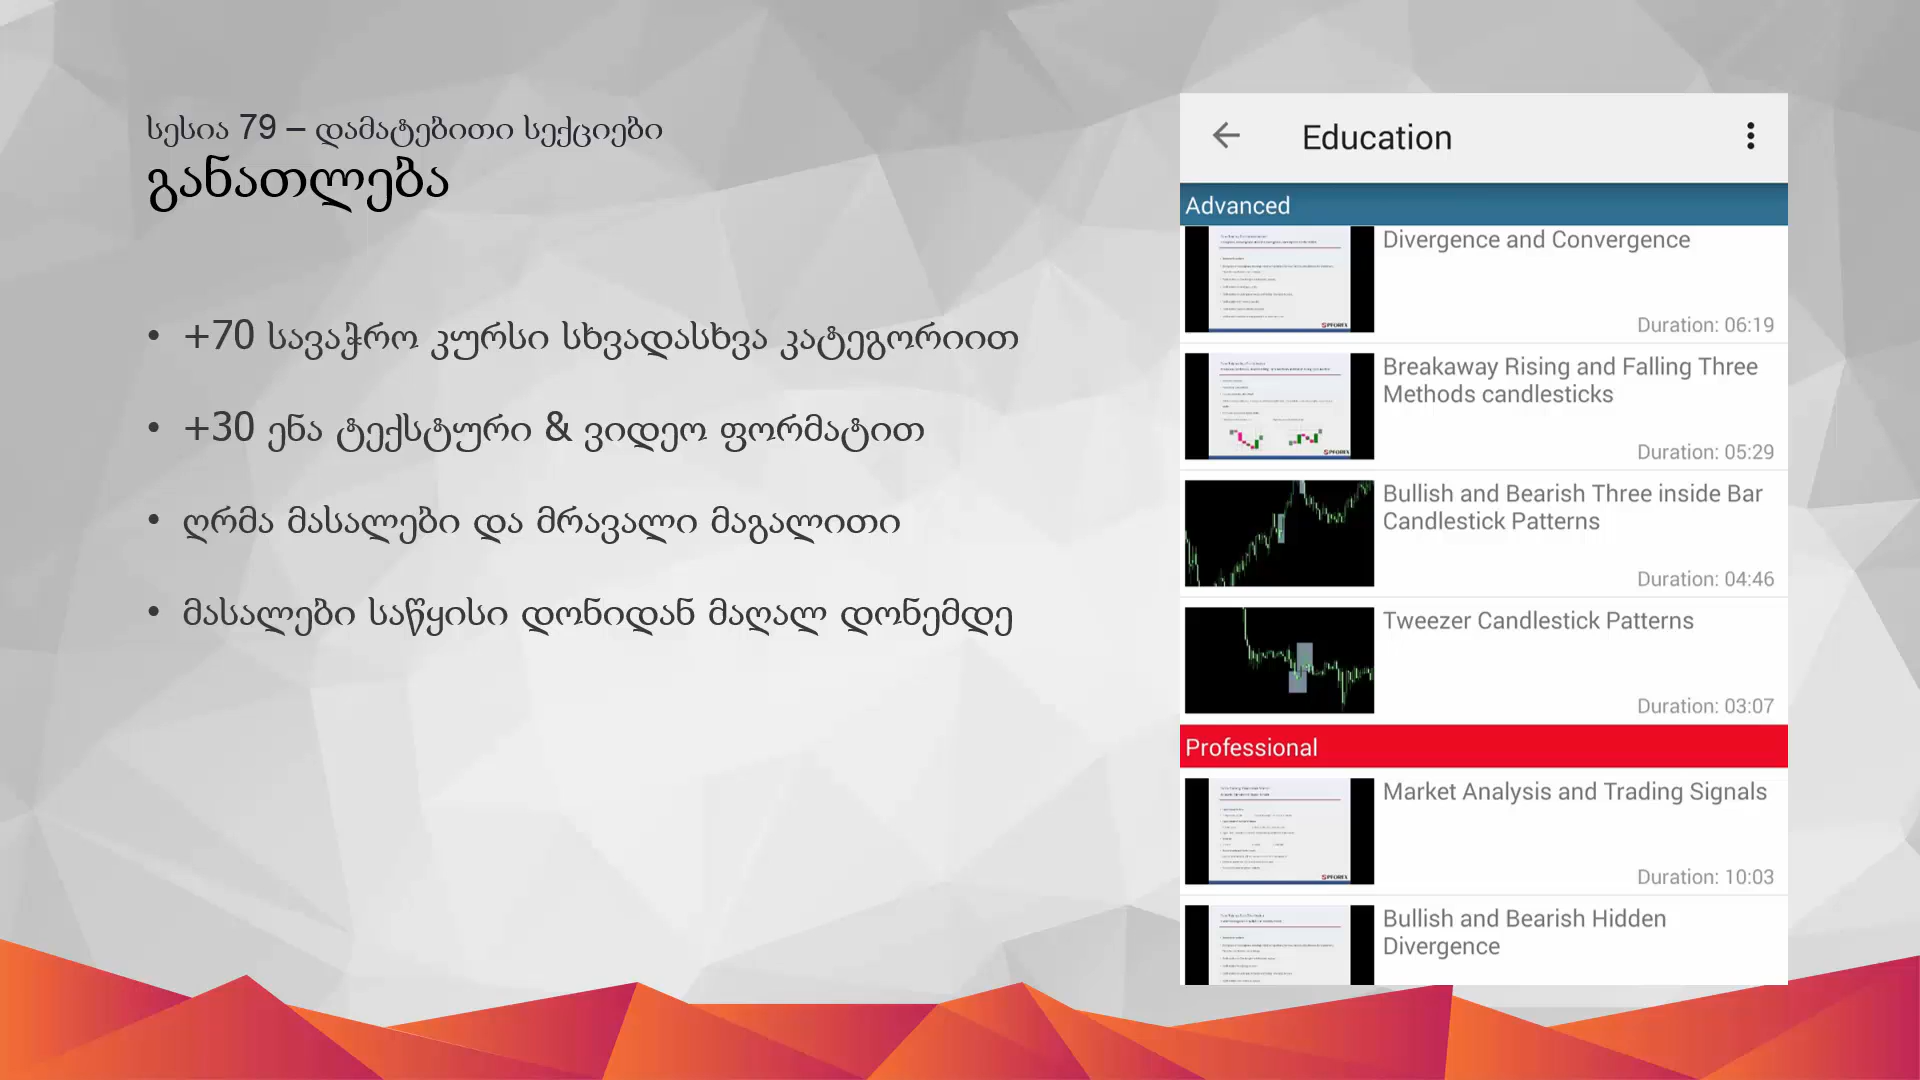 სესია 79 – დამატებითი სექციები
განათლება
• +70 სავაჭრო კურსი სხვადასხვა კატეგორიით
• +30 ენა ტექსტური & ვიდეო ფორმატით
• ღრმა მასალები და მრავალი მაგალითი
• მასალები საწყისი დონიდან მაღალ დონემდე
Education
Advanced
Divergence and Convergence
Duration: 06:19
Breakaway Rising and Falling Three
Methods candlesticks
Duration: 05:29
Bullish and Bearish Three inside Bar
Candlestick Patterns
Duration: 04:46
Tweezer Candlestick Patterns
Duration: 03:07
Professional
Market Analysis and Trading Signals
Duration: 10:03
Bullish and Bearish Hidden
Divergence